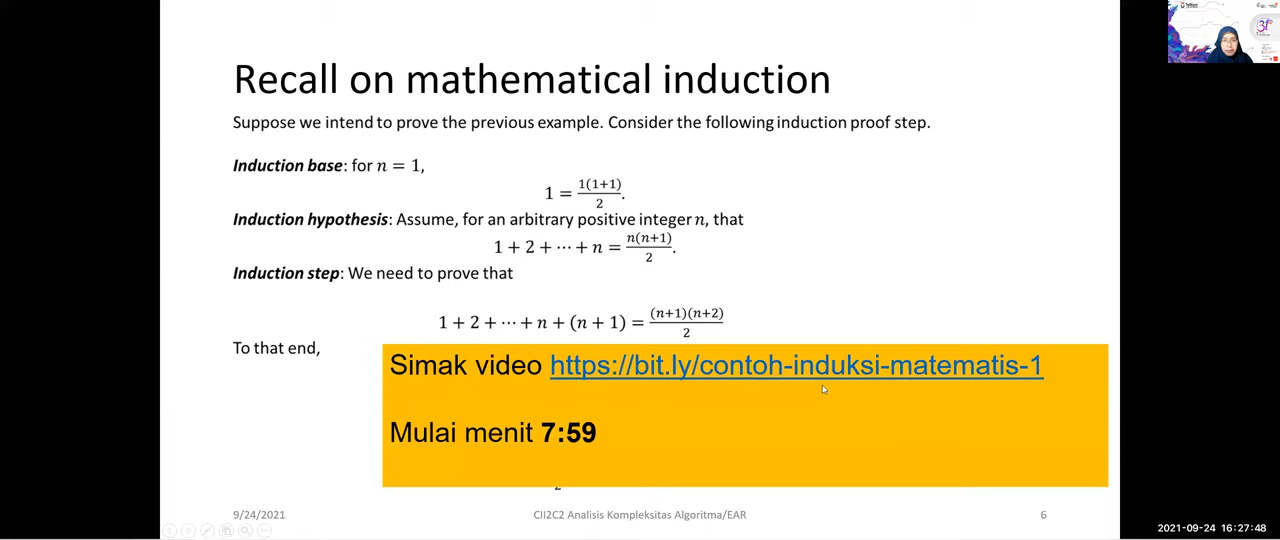 Recall on mathematical induction
Suppose we intend to prove the previous example. Consider the following induction proof step.
Induction base: for n = 1,
1 = 1(1+1)/2.
Induction hypothesis: Assume, for an arbitrary positive integer n, that
1 + 2 + ⋯ + n = n(n+1)/2.
Induction step: We need to prove that
1 + 2 + ⋯ + n + (n + 1) = (n+1)(n+2)/2
To that end,
Simak video https://bit.ly/contoh-induksi-matematis-1
Mulai menit 7:59
2
9/24/2021
CII2C2 Analisis Kompleksitas Algoritma/EAR
6
2021-09-24 16:27:48